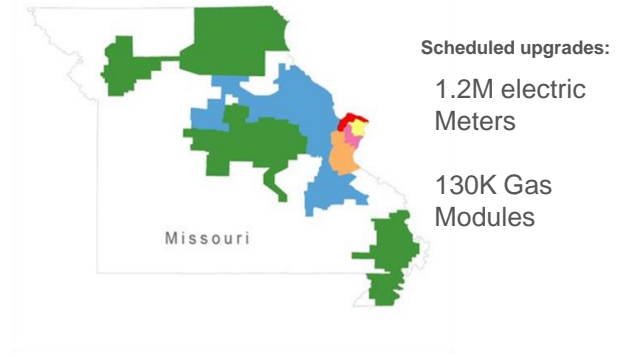 Scheduled upgrades:
1.2M electric
Meters
130K Gas
Modules
Missouri